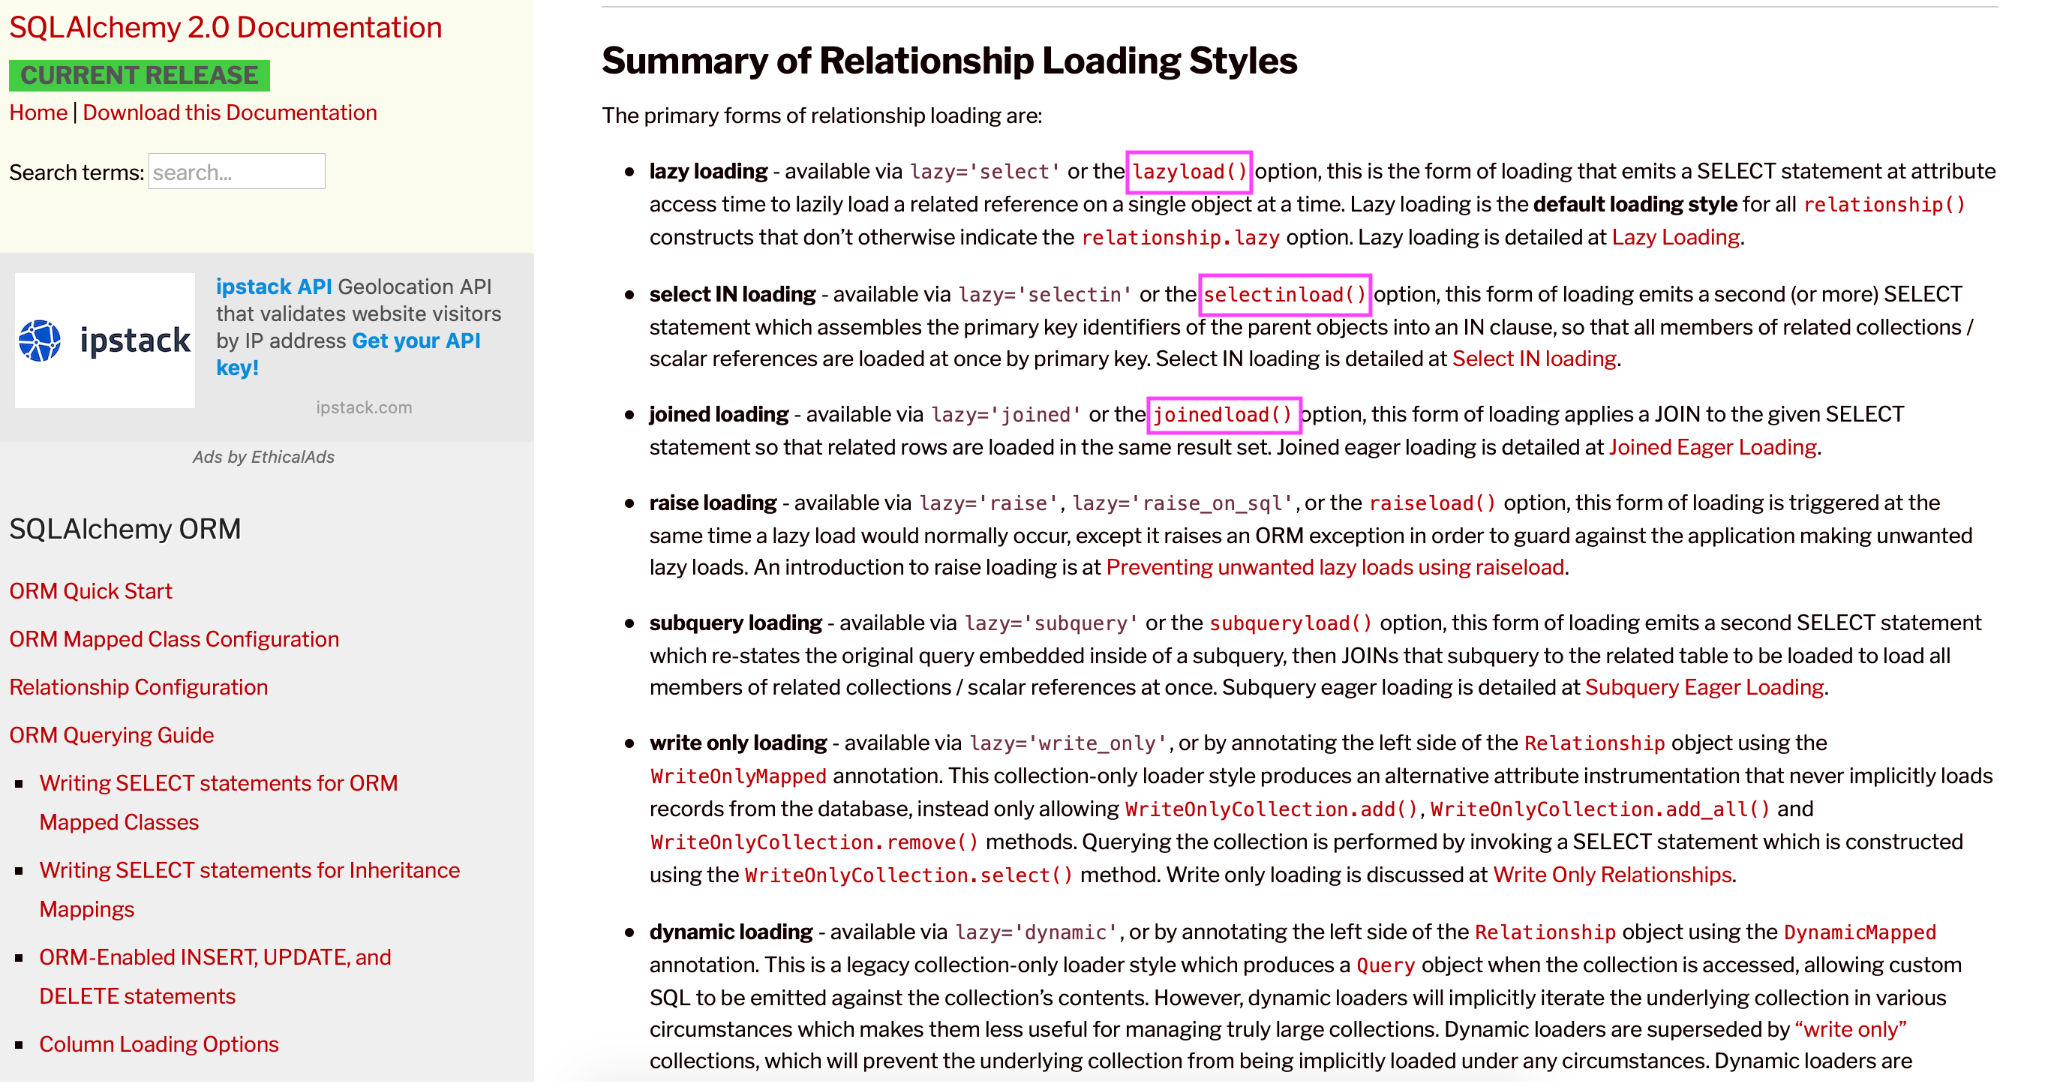 SQLAlchemy 2.0 Documentation
CURRENT RELEASE
Home | Download this Documentation
Search terms: search...
ipstack
ipstack API Geolocation API
that validates website visitors
by IP address Get your API
key!
ipstack.com
Ads by EthicalAds
SQLAlchemy ORM
ORM Quick Start
ORM Mapped Class Configuration
Relationship Configuration
ORM Querying Guide
Writing SELECT statements for ORM
Mapped Classes
Writing SELECT statements for Inheritance
Mappings
ORM-Enabled INSERT, UPDATE, and
DELETE statements
Column Loading Options
Summary of Relationship Loading Styles
The primary forms of relationship loading are:
lazy loading - available via lazy='select' or the lazyload() option, this is the form of loading that emits a SELECT statement at attribute
access time to lazily load a related reference on a single object at a time. Lazy loading is the default loading style for all relationship()
constructs that don’t otherwise indicate the relationship.lazy option. Lazy loading is detailed at Lazy Loading.
select IN loading - available via lazy='selectin' or the selectinload() option, this form of loading emits a second (or more) SELECT
statement which assembles the primary key identifiers of the parent objects into an IN clause, so that all members of related collections /
scalar references are loaded at once by primary key. Select IN loading is detailed at Select IN loading.
joined loading - available via lazy='joined' or the joinedload() option, this form of loading applies a JOIN to the given SELECT
statement so that related rows are loaded in the same result set. Joined eager loading is detailed at Joined Eager Loading.
raise loading - available via lazy='raise', lazy='raise_on_sql', or the raiseload() option, this form of loading is triggered at the
same time a lazy load would normally occur, except it raises an ORM exception in order to guard against the application making unwanted
lazy loads. An introduction to raise loading is at Preventing unwanted lazy loads using raiseload.
subquery loading - available via lazy='subquery' or the subqueryload() option, this form of loading emits a second SELECT statement
which re-states the original query embedded inside of a subquery, then JOINs that subquery to the related table to be loaded to load all
members of related collections / scalar references at once. Subquery eager loading is detailed at Subquery Eager Loading.
write only loading - available via lazy='write_only', or by annotating the left side of the Relationship object using the
WriteOnlyMapped annotation. This collection-only loader style produces an alternative attribute instrumentation that never implicitly loads
records from the database, instead only allowing WriteOnlyCollection.add(), WriteOnlyCollection.add_all() and
WriteOnlyCollection.remove() methods. Querying the collection is performed by invoking a SELECT statement which is constructed
using the WriteOnlyCollection.select() method. Write only loading is discussed at Write Only Relationships.
dynamic loading - available via lazy='dynamic', or by annotating the left side of the Relationship object using the DynamicMapped
annotation. This is a legacy collection-only loader style which produces a Query object when the collection is accessed, allowing custom
SQL to be emitted against the collection’s contents. However, dynamic loaders will implicitly iterate the underlying collection in various
circumstances which makes them less useful for managing truly large collections. Dynamic loaders are superseded by “write only”
collections, which will prevent the underlying collection from being implicitly loaded under any circumstances. Dynamic loaders are